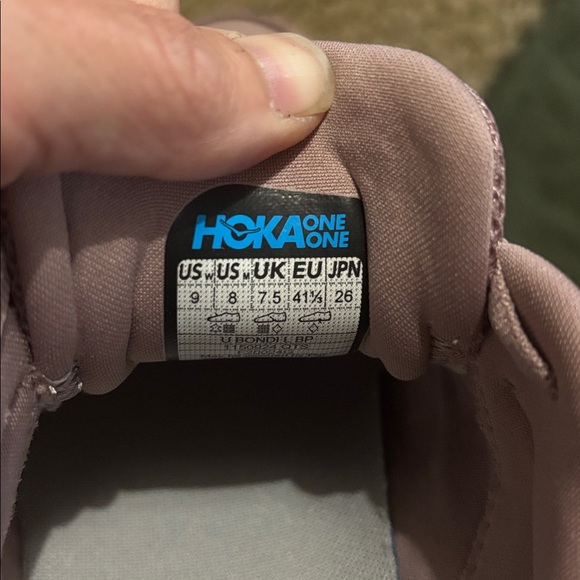 HOKA ONE ONE
US W US M UK EU JPN
9 8 7.5 41⅓ 26
U BONDI L BP